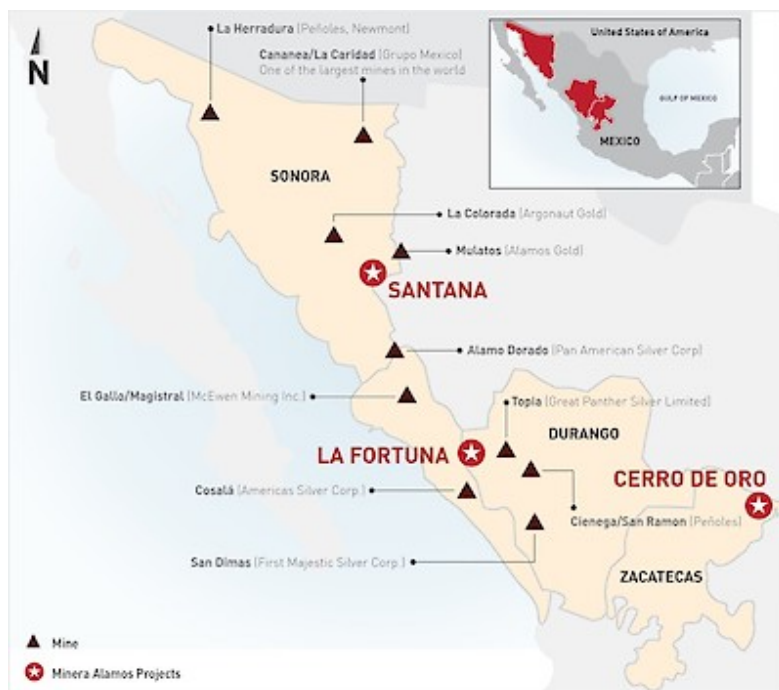 La Herradura (Peñoles, Newmont)
Cananea/La Caridad (Grupo Mexico)
One of the largest mines in the world
N
United States of America
GULF OF MEXICO
MEXICO
SONORA
La Colorada (Argonaut Gold)
Mulatos (Alamos Gold)
SANTANA
Alamo Dorado (Pan American Silver Corp)
El Gallo/Magistral (McEwen Mining Inc.)
Topia (Great Panther Silver Limited)
DURANGO
LA FORTUNA
CERRO DE ORO
Cosalá (Americas Silver Corp.)
Cienega/San Ramon (Peñoles)
San Dimas (First Majestic Silver Corp.)
ZACATECAS
Mine
Minera Alamos Projects